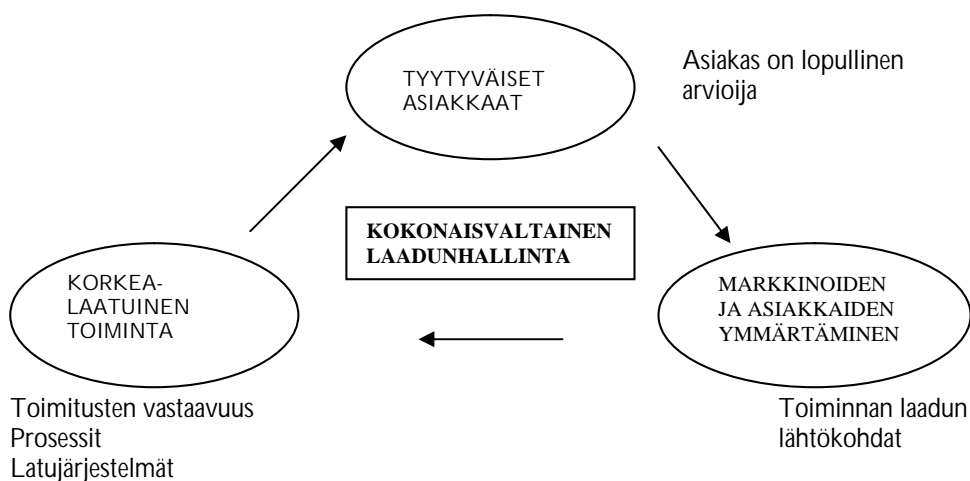 TYYTYVÄISET
ASIAKKAAT
Asiakas on lopullinen
arvioija
KOKONAISVALTAINEN
LAADUNHALLINTA
KORKEA-
LAATUINEN
TOIMINTA
MARKKINOIDEN
JA ASIAKKAIDEN
YMMÄRTÄMINEN
Toimitusten vastaavuus
Prosessit
Latujärjestelmät
Toiminnan laadun
lähtökohdat